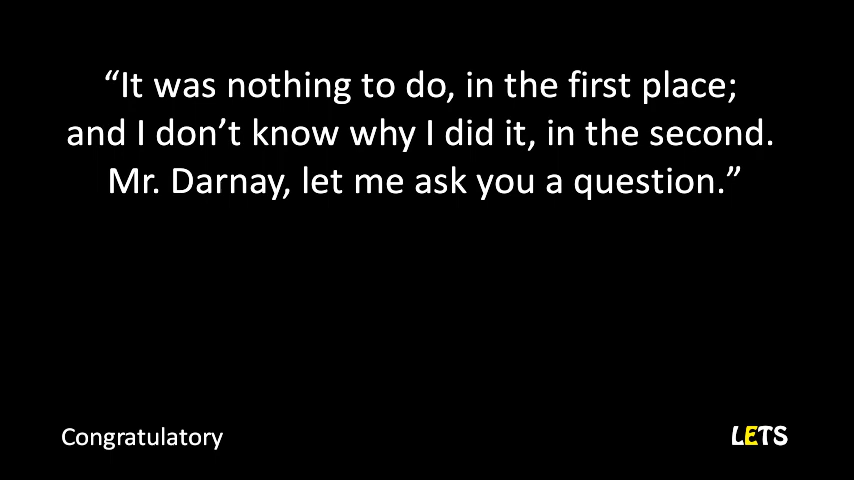 “It was nothing to do, in the first place;
and I don’t know why I did it, in the second.
Mr. Darnay, let me ask you a question.”
Congratulatory
LETS